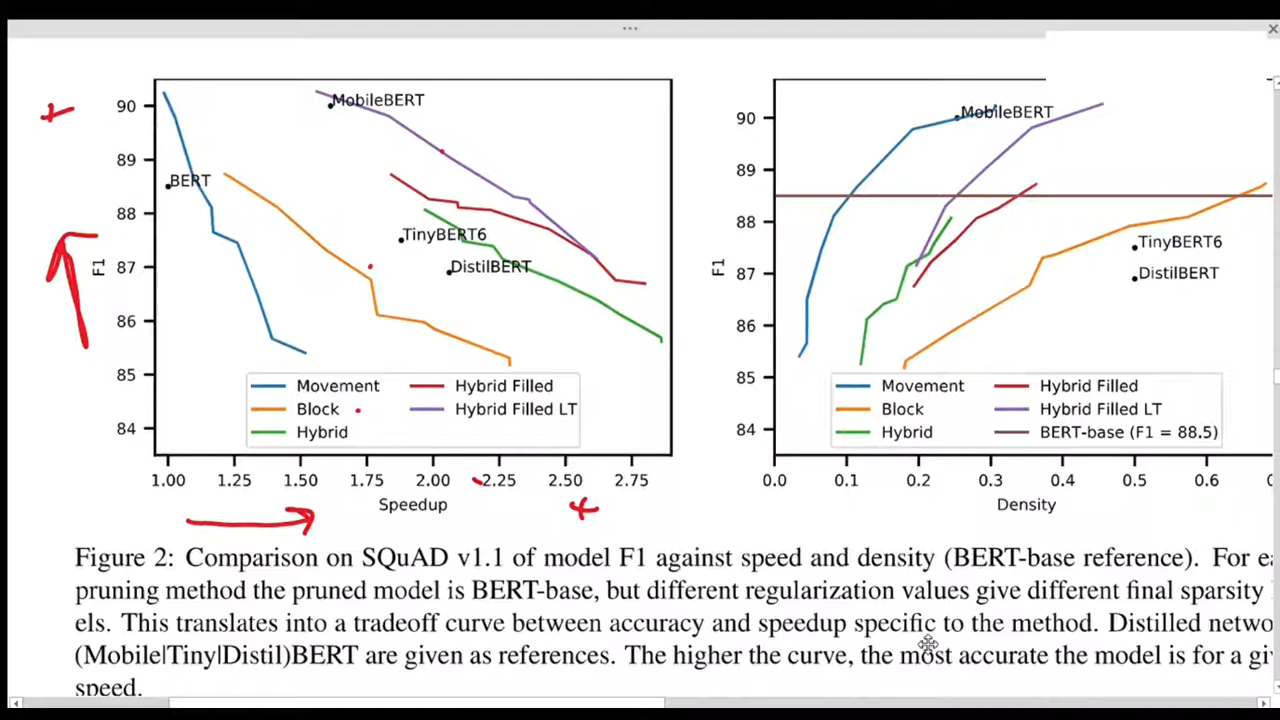 90
89
88
87
86
85
84
F1
MobileBERT
BERT
TinyBERT6
DistilBERT
Movement
Block
Hybrid
Hybrid Filled
Hybrid Filled LT
1.00 1.25 1.50 1.75 2.00 2.25 2.50 2.75
Speedup
90
89
88
87
86
85
84
F1
MobileBERT
TinyBERT6
DistilBERT
Movement
Block
Hybrid
Hybrid Filled
Hybrid Filled LT
BERT-base (F1 = 88.5)
0.0 0.1 0.2 0.3 0.4 0.5 0.6
Density
Figure 2: Comparison on SQuAD v1.1 of model F1 against speed and density (BERT-base reference). For ea
pruning method the pruned model is BERT-base, but different regularization values give different final sparsity
els. This translates into a tradeoff curve between accuracy and speedup specific to the method. Distilled netwo
(Mobile|Tiny|Distil)BERT are given as references. The higher the curve, the most accurate the model is for a gi
speed.